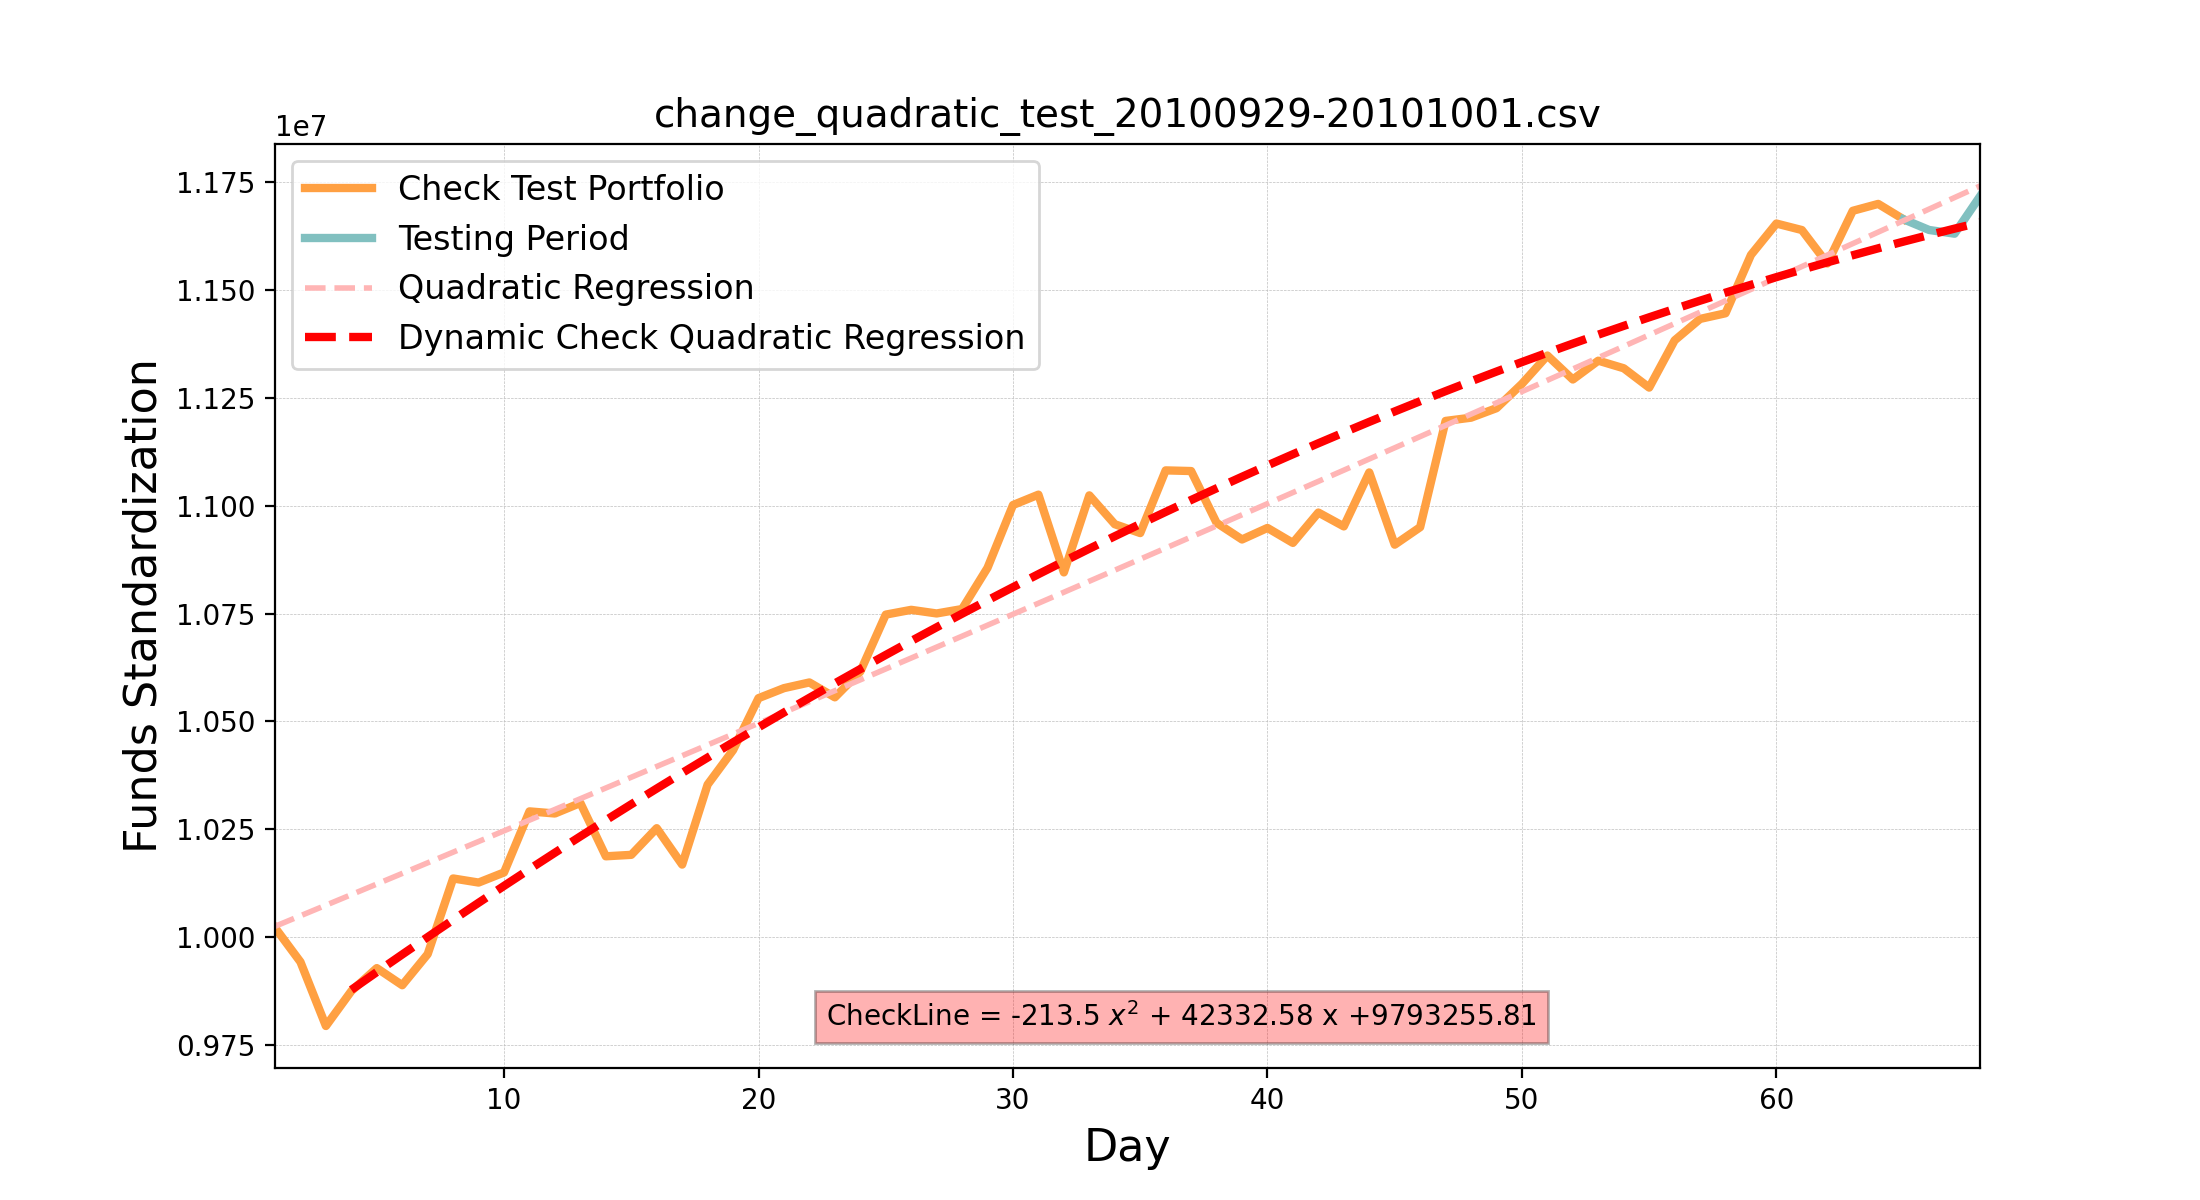 change_quadratic_test_20100929-20101001.csv
1e7
Check Test Portfolio
Testing Period
Quadratic Regression
Dynamic Check Quadratic Regression
1.175
1.150
1.125
1.100
1.075
1.050
1.025
1.000
0.975
Funds Standardization
CheckLine = -213.5 x² + 42332.58 x +9793255.81
10 20 30 40 50 60
Day